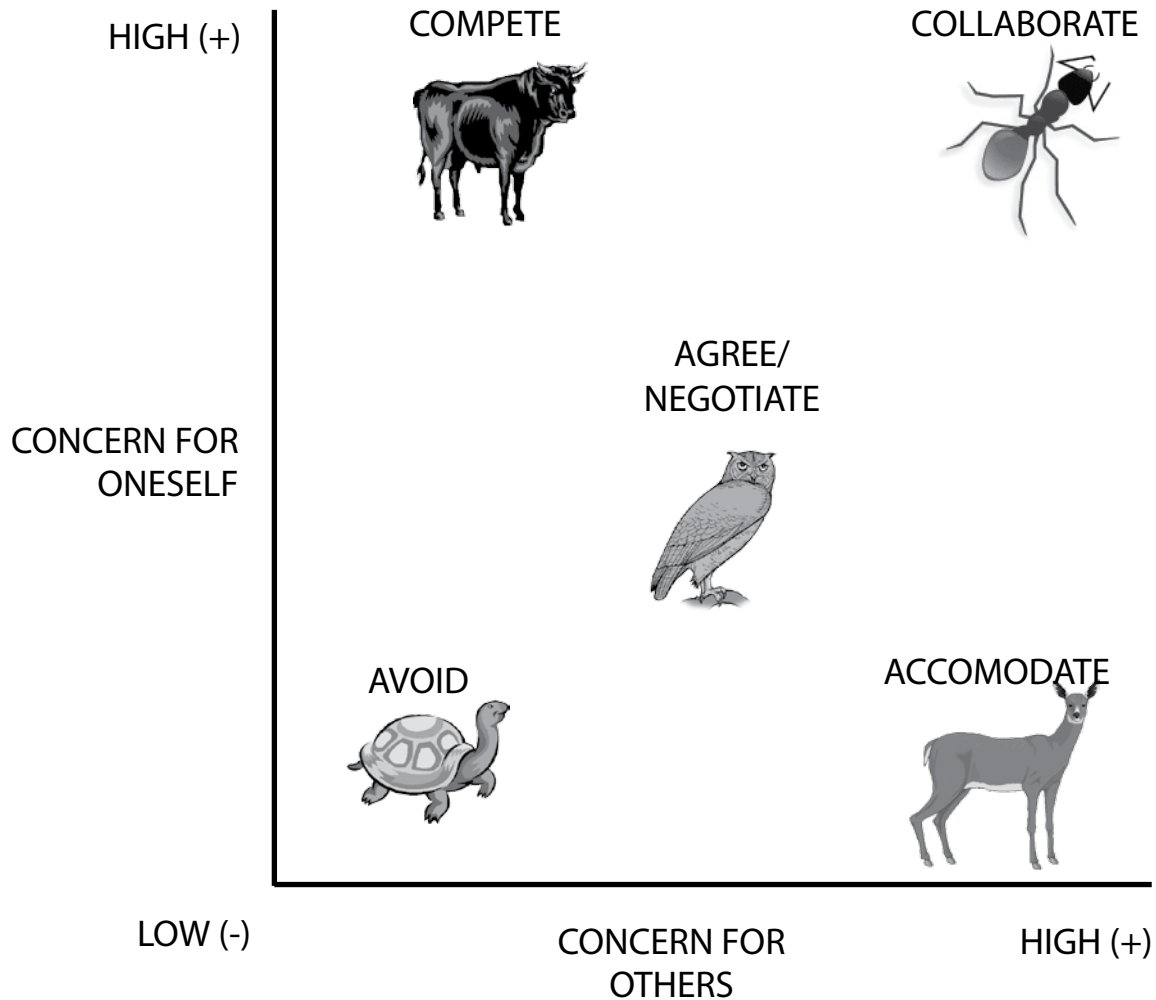 HIGH (+)
COMPETE
COLLABORATE
AGREE/
NEGOTIATE
CONCERN FOR
ONESELF
AVOID
ACCOMODATE
LOW (-)
CONCERN FOR
OTHERS
HIGH (+)